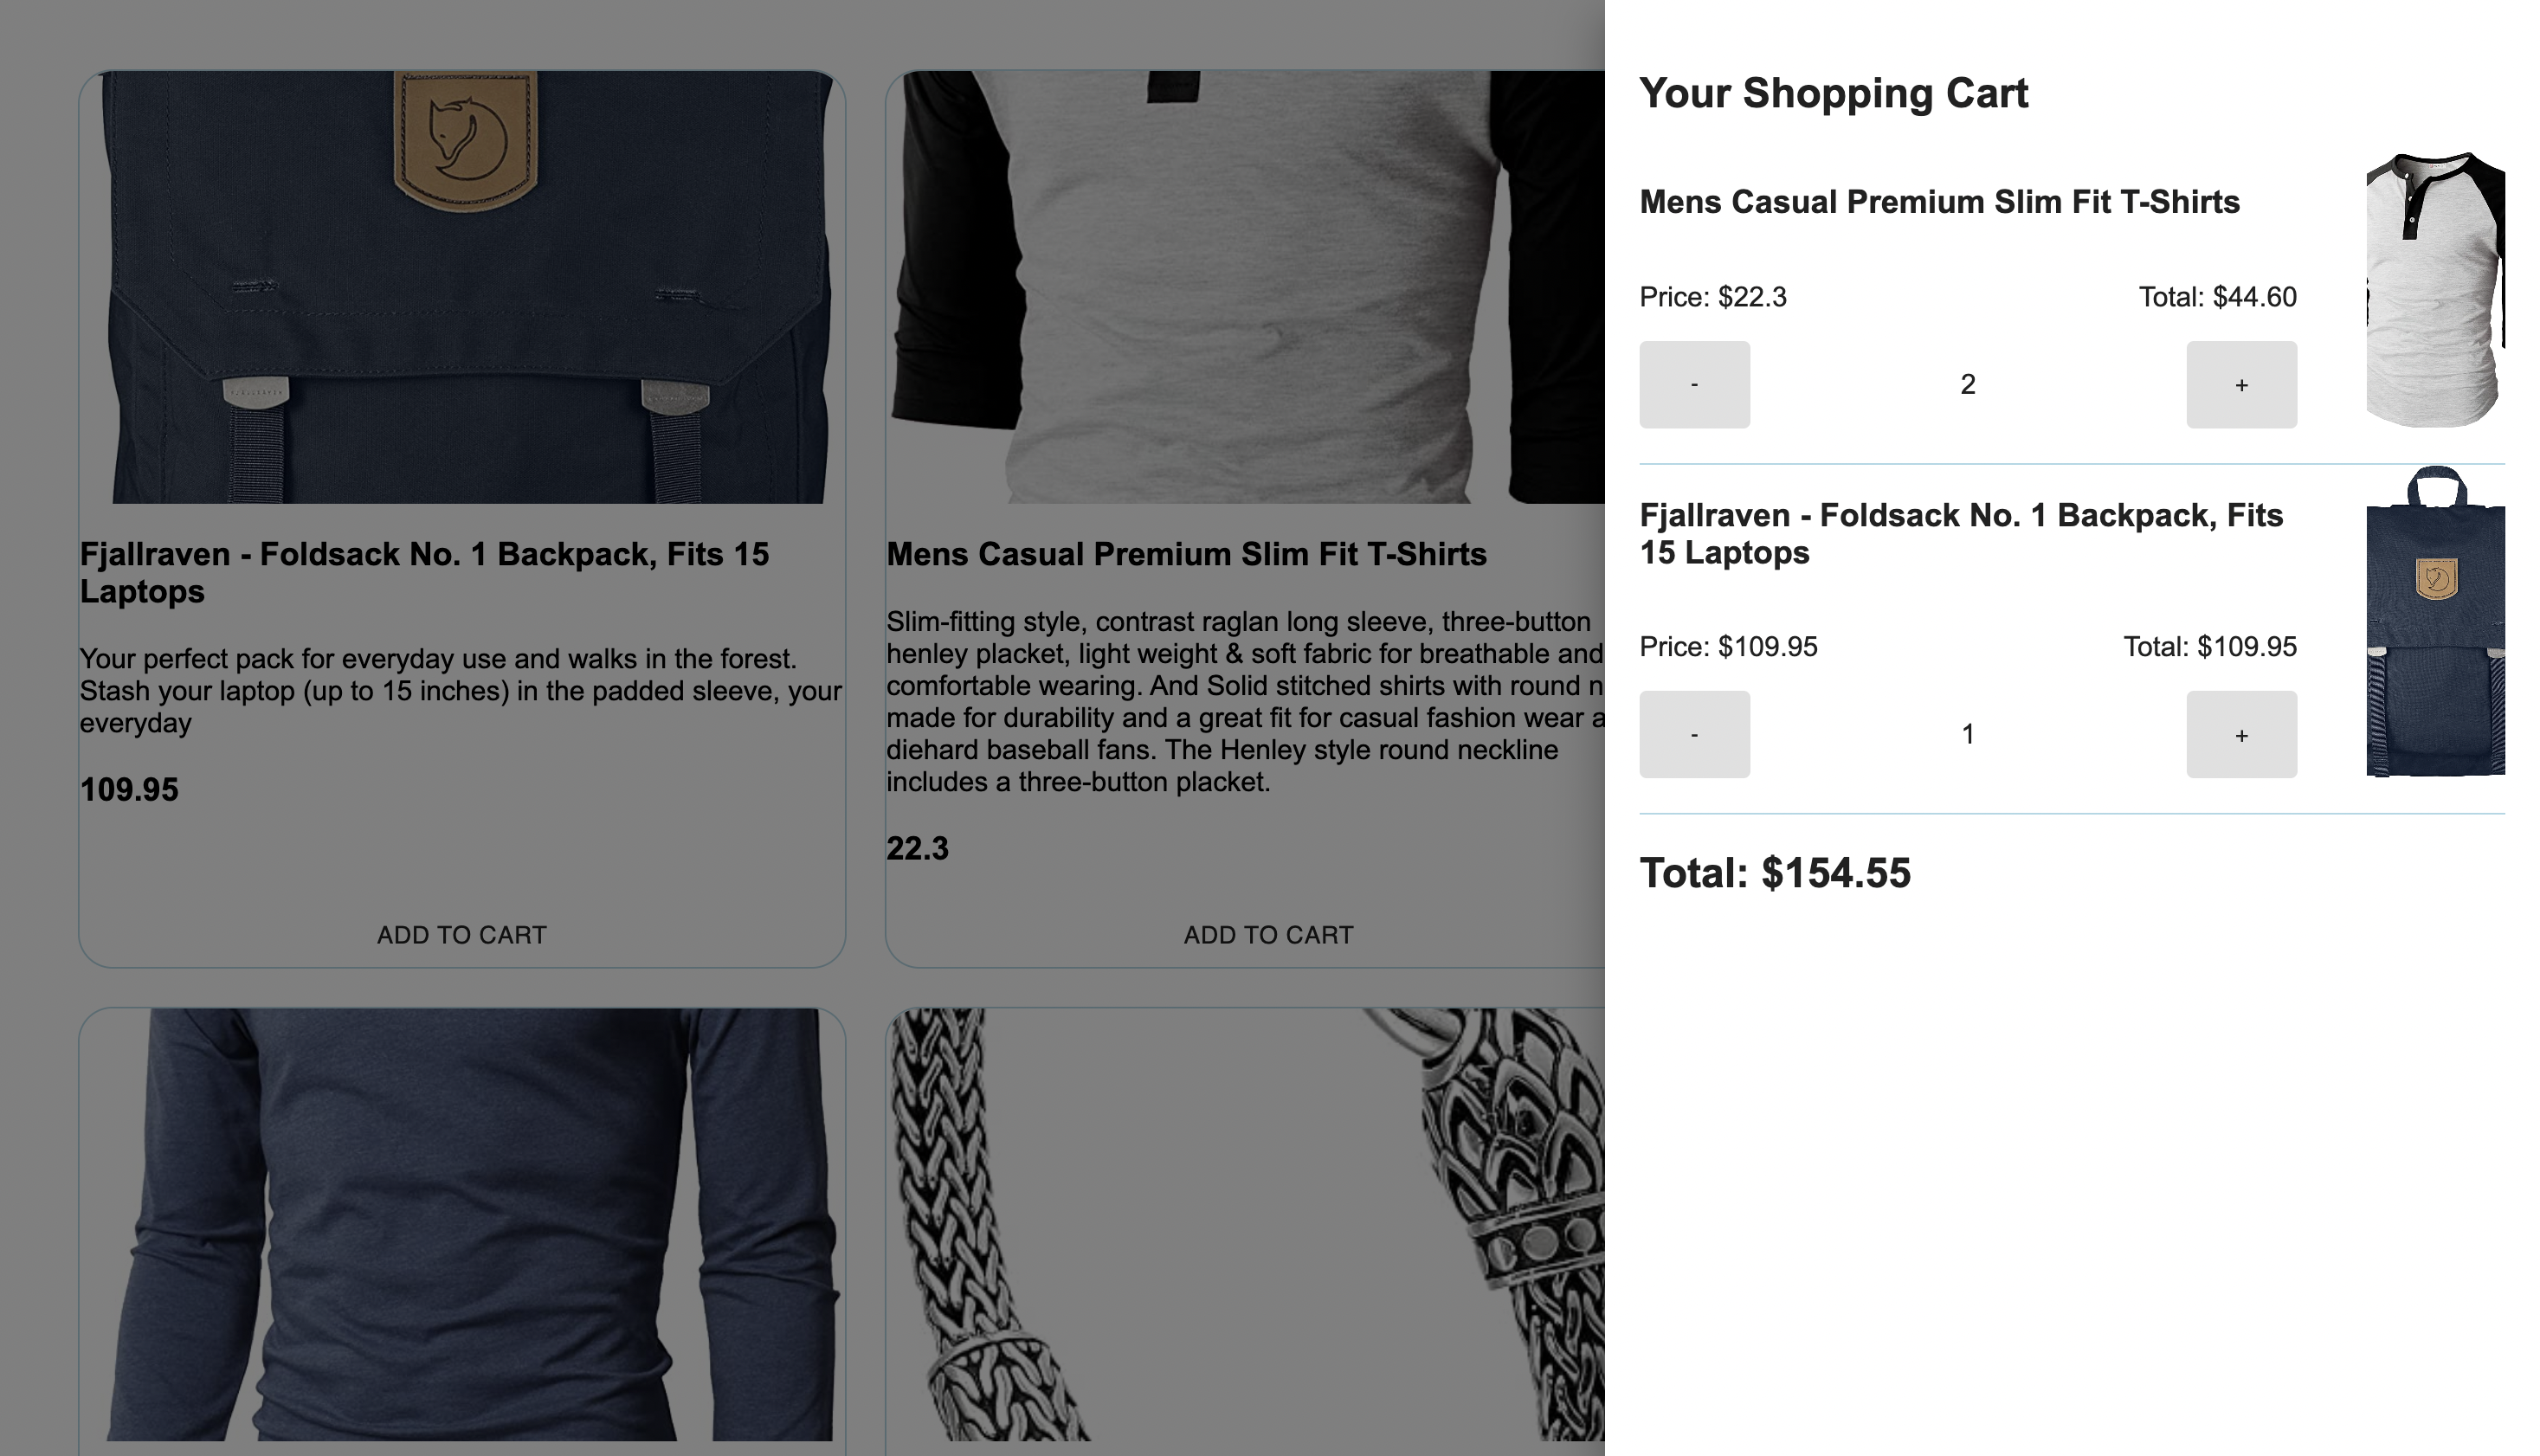 Fjallraven - Foldsack No. 1 Backpack, Fits 15
Laptops
Your perfect pack for everyday use and walks in the forest.
Stash your laptop (up to 15 inches) in the padded sleeve, your
everyday
109.95
ADD TO CART
Mens Casual Premium Slim Fit T-Shirts
Slim-fitting style, contrast raglan long sleeve, three-button
henley placket, light weight & soft fabric for breathable and
comfortable wearing. And Solid stitched shirts with round
made for durability and a great fit for casual fashion wear
diehard baseball fans. The Henley style round neckline
includes a three-button placket.
22.3
ADD TO CART
Your Shopping Cart
Mens Casual Premium Slim Fit T-Shirts
Price: $22.3 Total: $44.60
- 2 +
Fjallraven - Foldsack No. 1 Backpack, Fits
15 Laptops
Price: $109.95 Total: $109.95
- 1 +
Total: $154.55